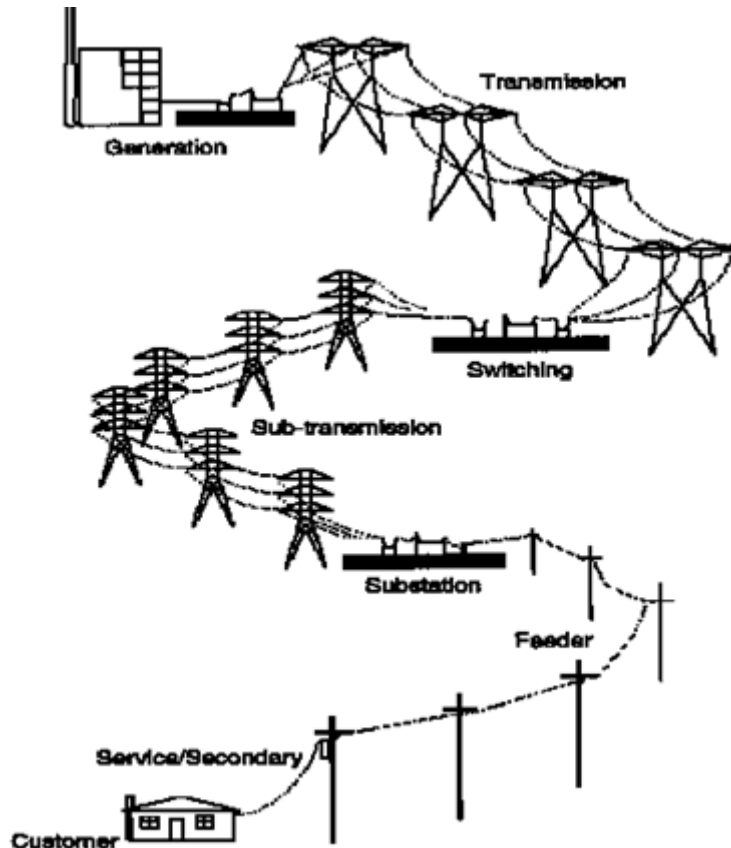 Transmission
Generation
Switching
Sub-transmission
Substation
Feeder
Service/Secondary
Customer